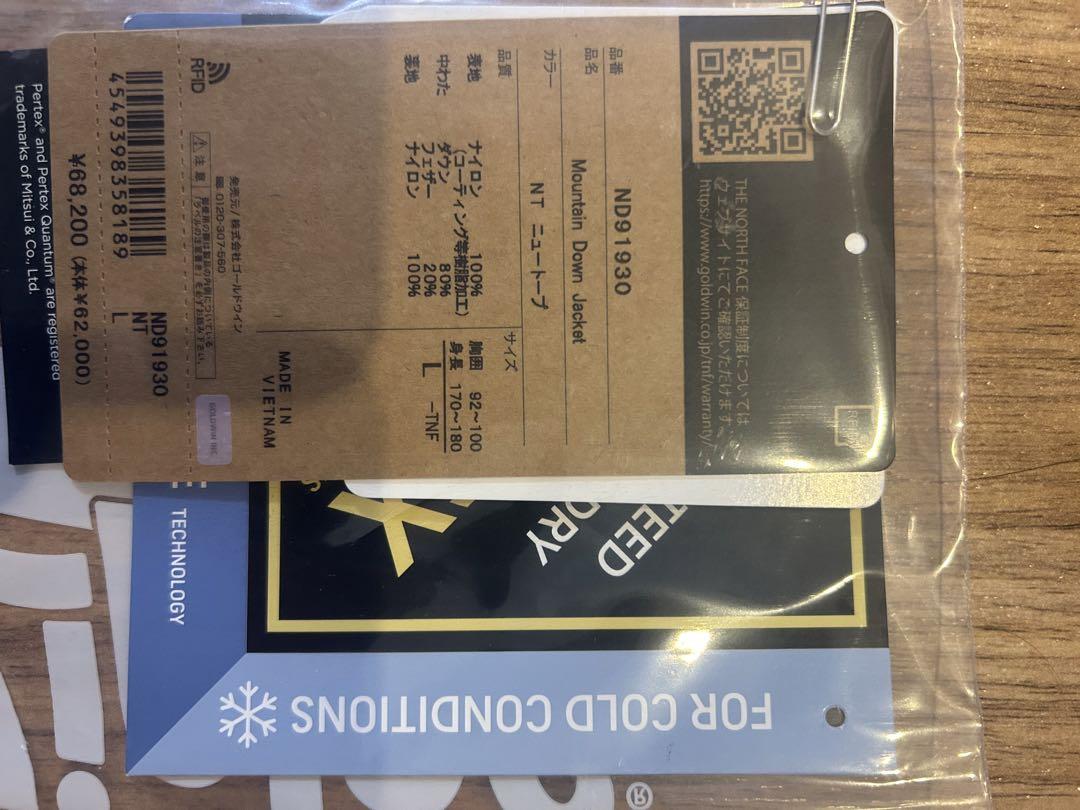 THE NORTH FACE 保証制度については
ウェブサイトにてご確認いただけます。
https://www.goldwin.co.jp/tnf/warranty/
品番 ND91930
品名 Mountain Down Jacket
カラー NT ニュートープ
品質
表地 ナイロン 100%
(コーティング等樹脂加工)
中わた ダウン 80%
フェザー 20%
裏地 ナイロン 100%
サイズ
胸囲 92~100
身長 170~180
L -TNF
MADE IN
VIETNAM
発売元/株式会社ゴールドウイン
0120-307-560
注意
RFID
4549398358189
ND91930
NT
L
¥68,200 (本体¥62,000)
GOLDWIN INC.
Pertex® and Pertex Quantum® are registered
trademarks of Mitsui & Co., Ltd.
TECHNOLOGY
FOR COLD CONDITIONS
®